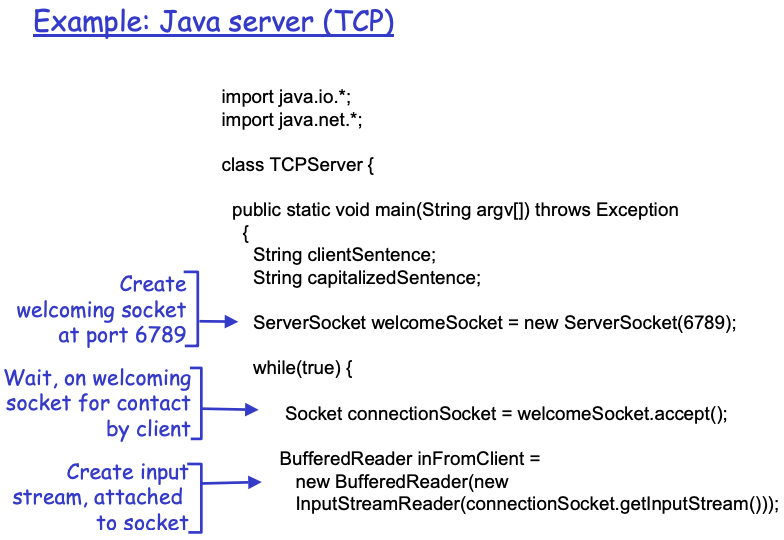 Example: Java server (TCP)
import java.io.*;
import java.net.*;
class TCPServer {
public static void main(String argv[]) throws Exception
{
String clientSentence;
String capitalizedSentence;
Create
welcoming socket
at port 6789
ServerSocket welcomeSocket = new ServerSocket(6789);
while(true) {
Wait, on welcoming
socket for contact
by client
Socket connectionSocket = welcomeSocket.accept();
BufferedReader inFromClient =
new BufferedReader(new
InputStreamReader(connectionSocket.getInputStream()));
Create input
stream, attached
to socket